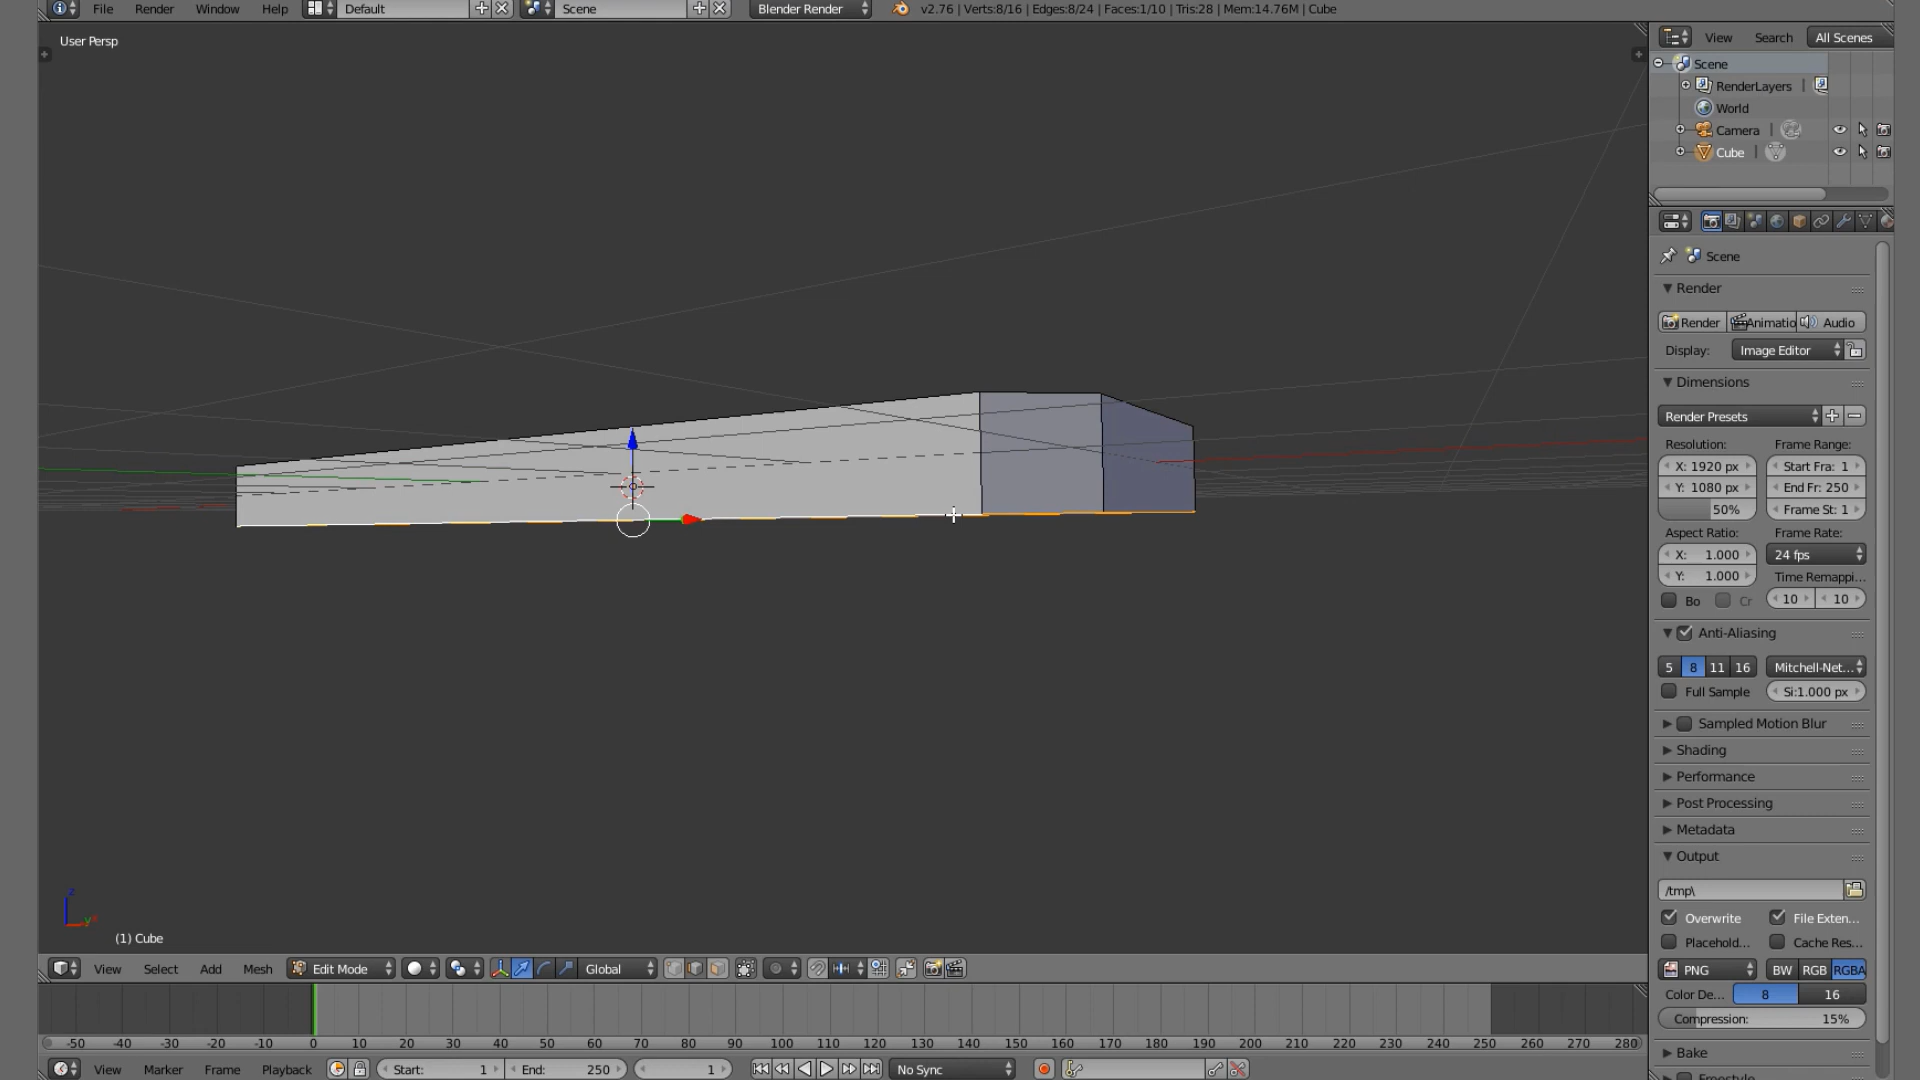 File Render Window Help Default Scene Blender Render v2.76 | Verts:8/16 | Edges:8/24 | Faces:1/10 | Tris:28 | Mem:14.76M | Cube
User Persp
View Search All Scenes
Scene
RenderLayers
World
Camera
Cube
Scene
Render
Render Animatio Audio
Display: Image Editor
Dimensions
Render Presets
Resolution: Frame Range:
X: 1920 px Start Fra: 1
Y: 1080 px End Fr: 250
50% Frame St: 1
Aspect Ratio: Frame Rate:
X: 1.000 24 fps
Y: 1.000 Time Remappi...
Bo Cr 10 10
Anti-Aliasing
5 8 11 16 Mitchell-Net...
Full Sample Si:1.000 px
Sampled Motion Blur
Shading
Performance
Post Processing
Metadata
Output
/tmp\
Overwrite File Exten...
Placehold... Cache Res...
PNG BW RGB RGBA
Color De... 8 16
Compression: 15%
Bake
Freestyle
z
y
(1) Cube
View Select Add Mesh Edit Mode Global
-50 -40 -30 -20 -10 0 10 20 30 40 50 60 70 80 90 100 110 120 130 140 150 160 170 180 190 200 210 220 230 240 250 260 270 280
View Marker Frame Playback Start: 1 End: 250 1 No Sync